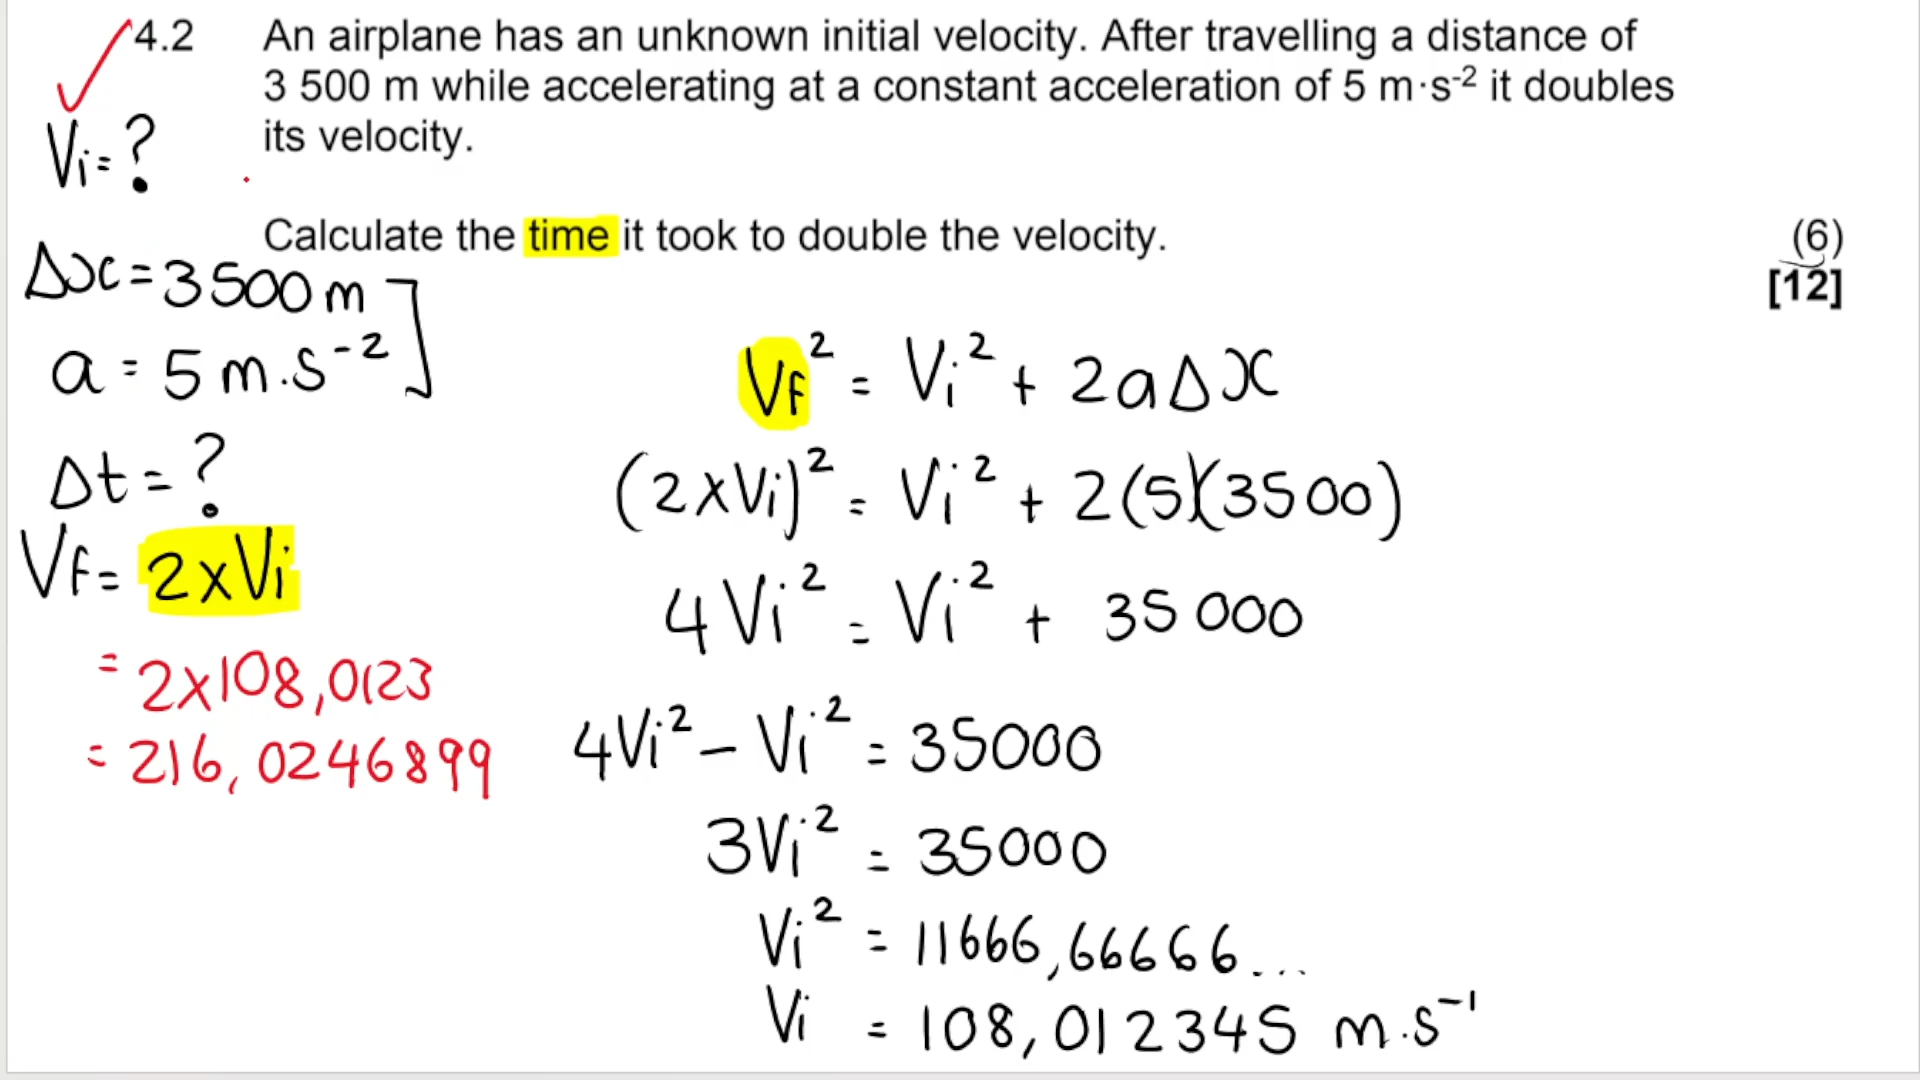 4.2 An airplane has an unknown initial velocity. After travelling a distance of
3 500 m while accelerating at a constant acceleration of 5 m·s⁻² it doubles
its velocity.
Vi = ?
Calculate the time it took to double the velocity. (6)
[12]
Δx = 3500 m
a = 5 m.s⁻²
Δt = ?
Vf = 2xVi
= 2x108,0123
= 216,0246899
Vf² = Vi² + 2aΔx
(2xVi)² = Vi² + 2(5)(3500)
4Vi² = Vi² + 35 000
4Vi² – Vi² = 35000
3Vi² = 35000
Vi² = 11666,66666...
Vi = 108,012345 m.s⁻¹